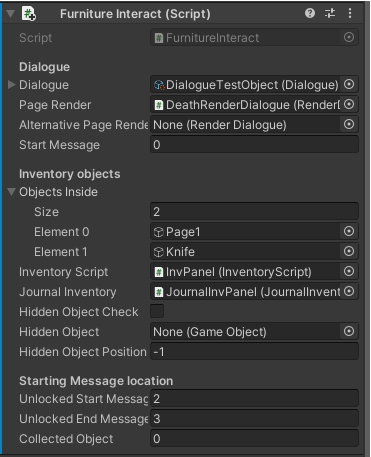 Furniture Interact (Script)
Script FurnitureInteract
Dialogue
Dialogue DialogueTestObject (Dialogue)
Page Render DeathRenderDialogue (RenderD
Alternative Page Rende None (Render Dialogue)
Start Message 0
Inventory objects
Objects Inside
Size 2
Element 0 Page1
Element 1 Knife
Inventory Script InvPanel (InventoryScript)
Journal Inventory JournalInvPanel (JournalInvent
Hidden Object Check
Hidden Object None (Game Object)
Hidden Object Position -1
Starting Message location
Unlocked Start Messag 2
Unlocked End Message 3
Collected Object 0